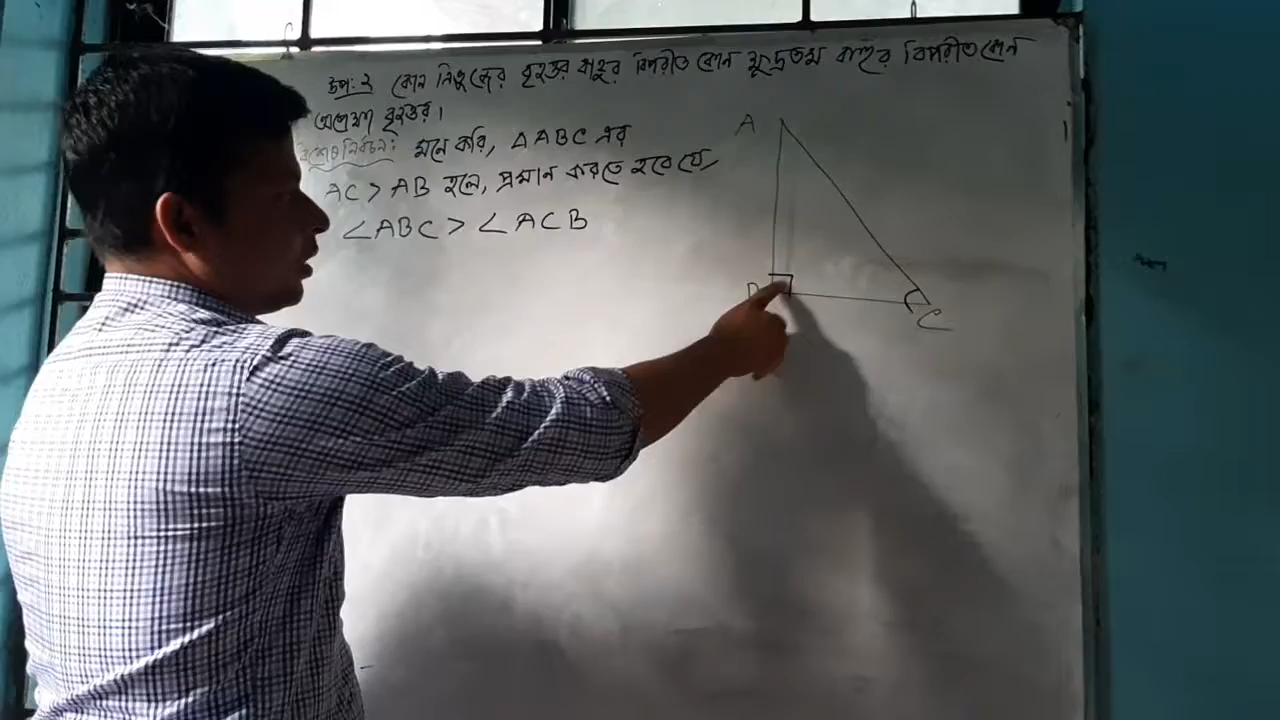 উপ: ২ কোন ত্রিভুজের বৃহত্তর বাহুর বিপরীত কোন ক্ষুদ্রতম বাহুর বিপরীত কোন
অপেক্ষা বৃহত্তর।
বিশেষ নির্বচন: মনে করি, ΔABC এর
AC > AB হলে, প্রমান করতে হবে যে,
∠ABC > ∠ACB
A
B
C